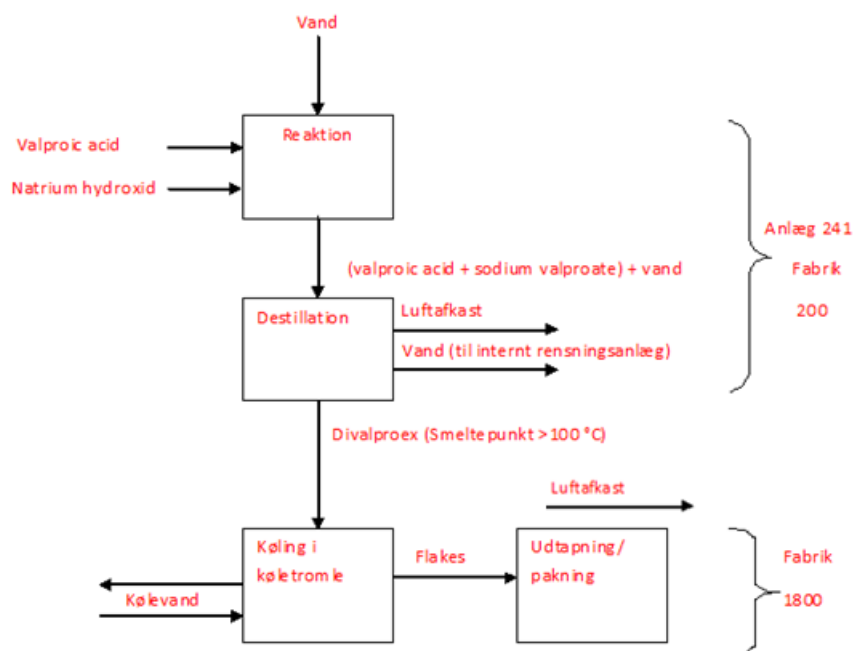 Vand
Reaktion
Valproic acid
Natrium hydroxid
Anlæg 241
Fabrik
200
(valproic acid + sodium valproate) + vand
Destillation
Luftafkast
Vand (til internt rensningsanlæg)
Divalproex (Smeltepunkt >100 °C)
Luftafkast
Køling i
køletromle
Flakes
Udtapning/
pakning
Fabrik
1800
Kølevand